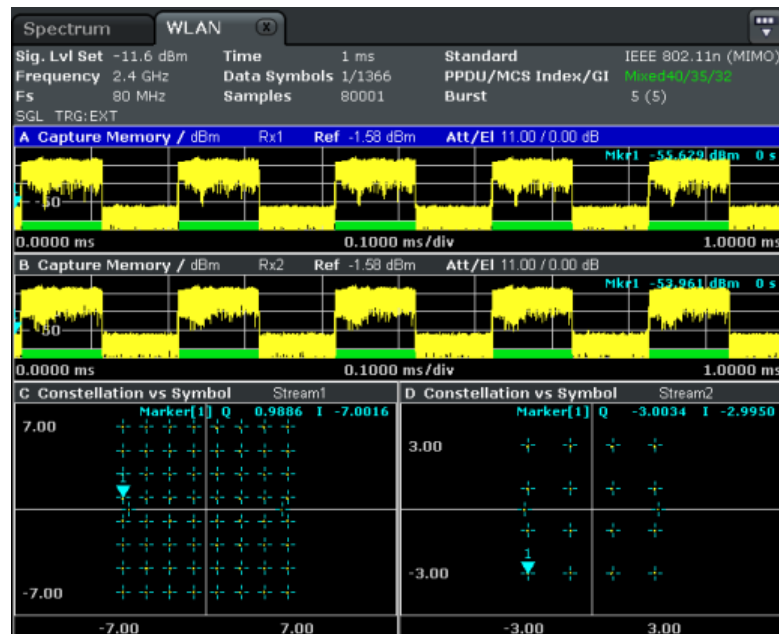 Spectrum WLAN X
Sig. Lvl Set -11.6 dBm Time 1 ms Standard IEEE 802.11n (MIMO)
Frequency 2.4 GHz Data Symbols 1/1366 PPDU/MCS Index/GI Mixed40/35/32
Fs 80 MHz Samples 80001 Burst 5 (5)
SGL TRG:EXT
A Capture Memory / dBm Rx1 Ref -1.58 dBm Att/El 11.00 / 0.00 dB
Mkr1 -55.629 dBm 0 s
-50
0.0000 ms 0.1000 ms/div 1.0000 ms
B Capture Memory / dBm Rx2 Ref -1.58 dBm Att/El 11.00 / 0.00 dB
Mkr1 -53.961 dBm 0 s
-50
0.0000 ms 0.1000 ms/div 1.0000 ms
C Constellation vs Symbol Stream1
Marker[1] Q 0.9886 I -7.0016
7.00
1
-7.00
-7.00 7.00
D Constellation vs Symbol Stream2
Marker[1] Q -3.0034 I -2.9950
3.00
1
-3.00
-3.00 3.00